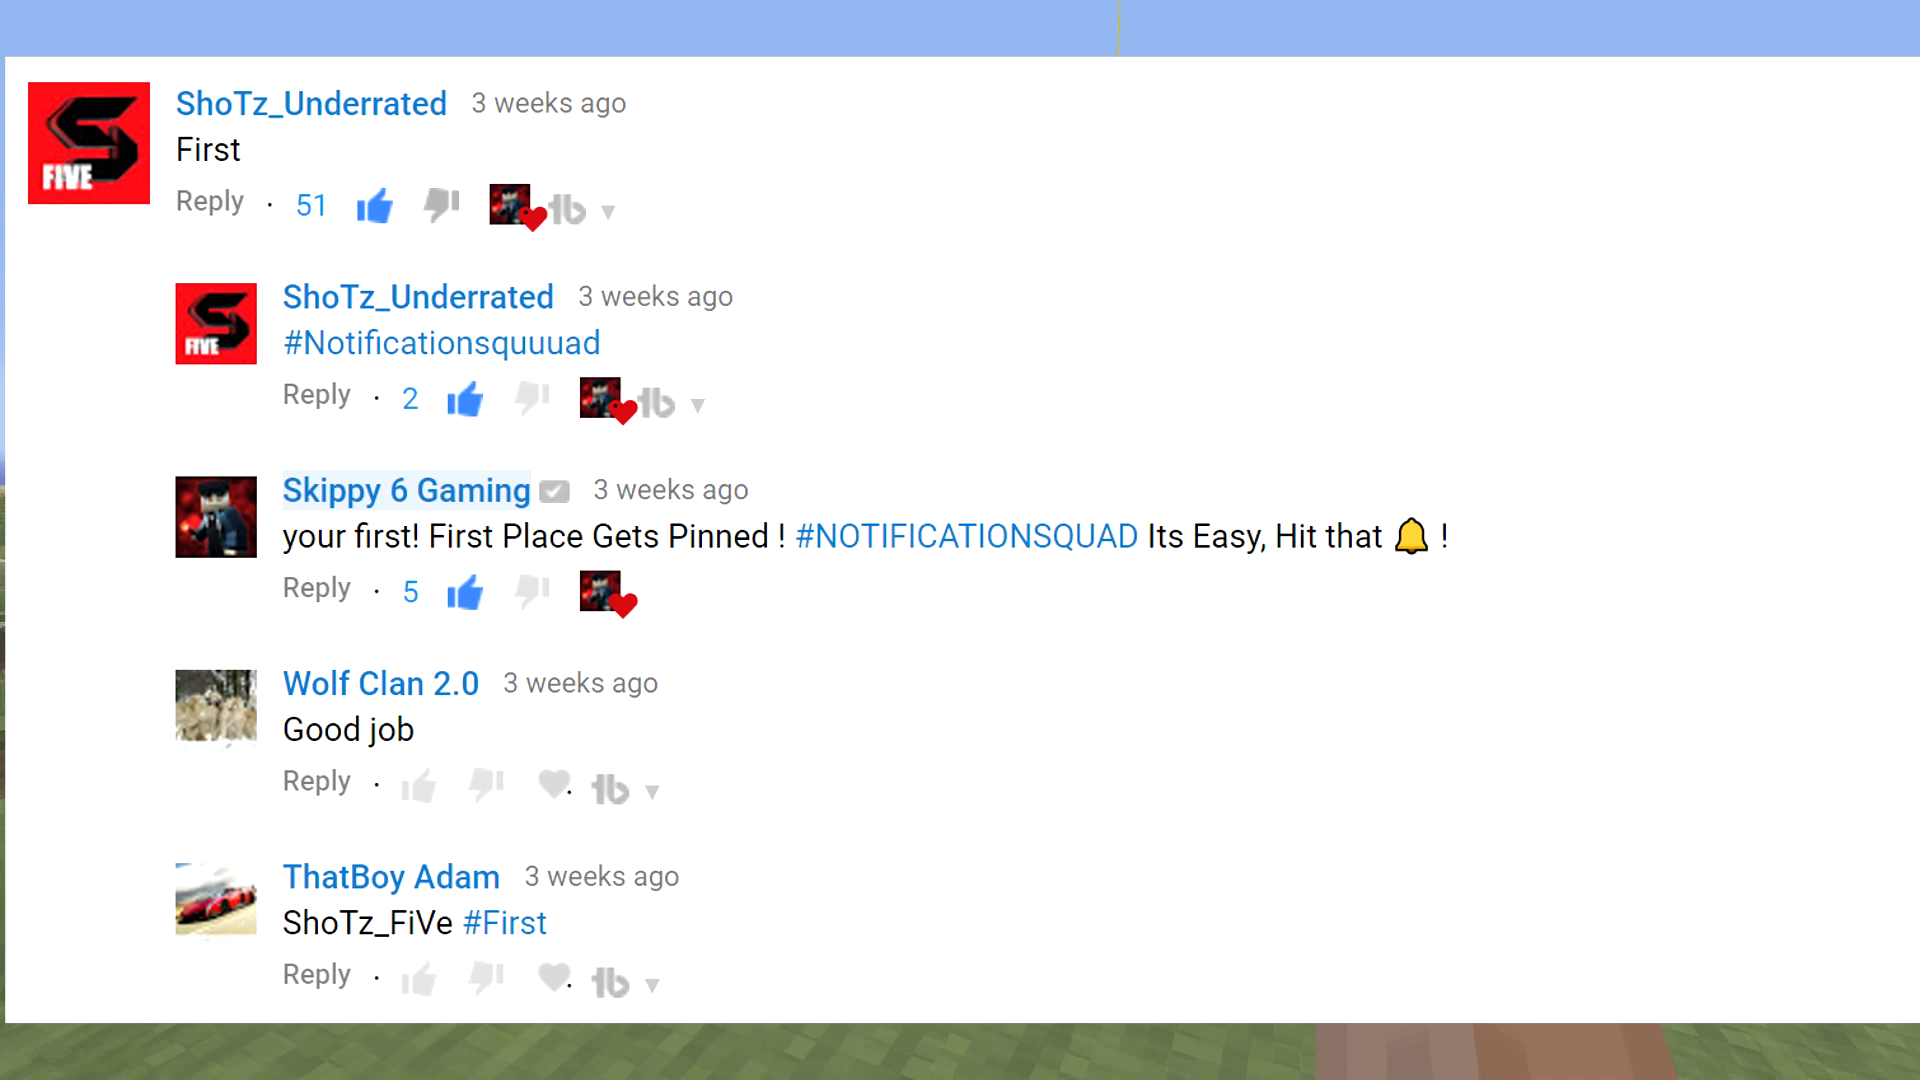 FIVE
ShoTz_Underrated 3 weeks ago
First
Reply · 51
FIVE
ShoTz_Underrated 3 weeks ago
#Notificationsquuuad
Reply · 2
Skippy 6 Gaming 3 weeks ago
your first! First Place Gets Pinned ! #NOTIFICATIONSQUAD Its Easy, Hit that 🔔 !
Reply · 5
Wolf Clan 2.0 3 weeks ago
Good job
Reply ·
ThatBoy Adam 3 weeks ago
ShoTz_FiVe #First
Reply ·